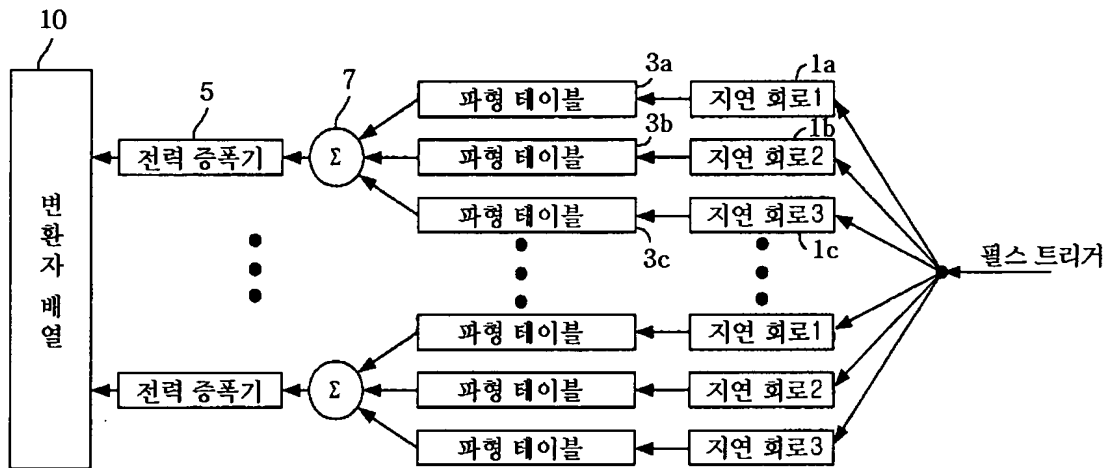 10
변환자 배열
5
전력 증폭기
7
Σ
3a
파형 테이블
1a
지연 회로1
3b
파형 테이블
1b
지연 회로2
파형 테이블
3c
지연 회로3
1c
펄스 트리거
전력 증폭기
Σ
파형 테이블
지연 회로1
파형 테이블
지연 회로2
파형 테이블
지연 회로3